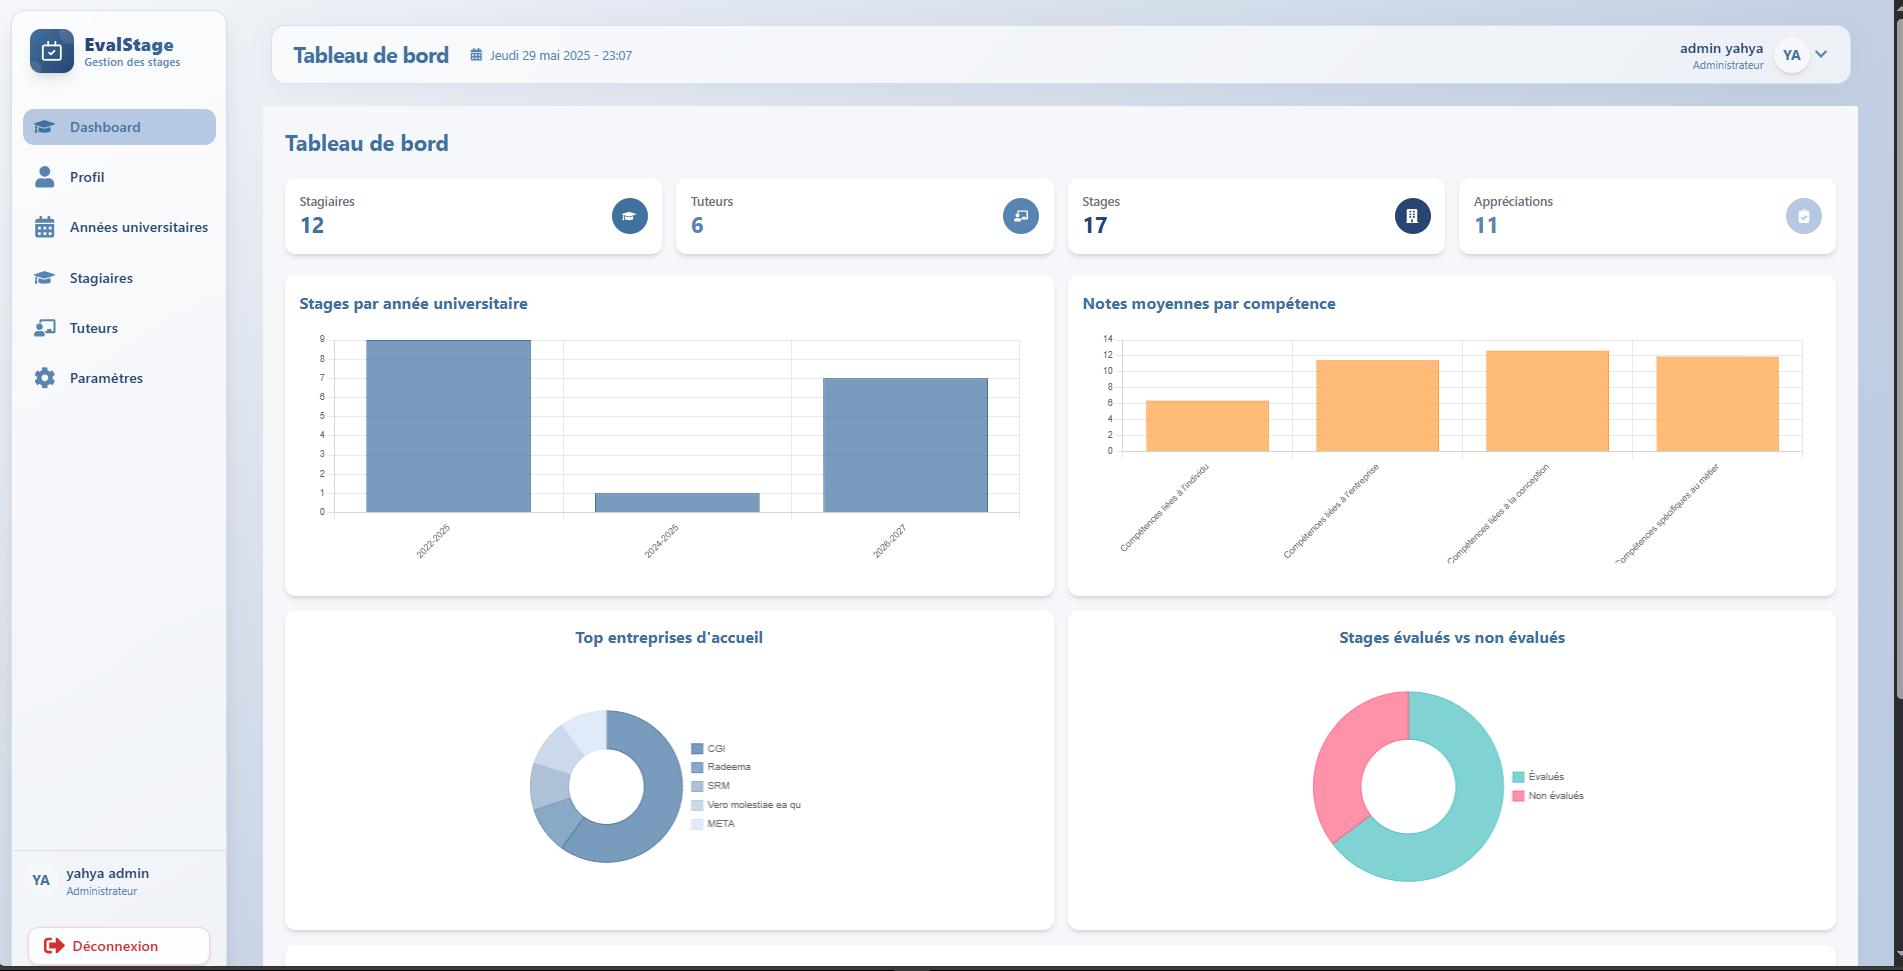 EvalStage
Gestion des stages
Dashboard
Profil
Années universitaires
Stagiaires
Tuteurs
Paramètres
YA
yahya admin
Administrateur
Déconnexion
Tableau de bord
Jeudi 29 mai 2025 - 23:07
admin yahya
Administrateur
YA
Tableau de bord
Stagiaires
12
Tuteurs
6
Stages
17
Appréciations
11
Stages par année universitaire
9
8
7
6
5
4
3
2
1
0
2022-2025
2024-2025
2026-2027
Notes moyennes par compétence
14
12
10
8
6
4
2
0
Compétences liées à l'individu
Compétences liées à l'entreprise
Compétences liées à la conception
ompétences spécifiques au métier
Top entreprises d'accueil
CGI
Radeema
SRM
Vero molestiae ea qu
META
Stages évalués vs non évalués
Évalués
Non évalués